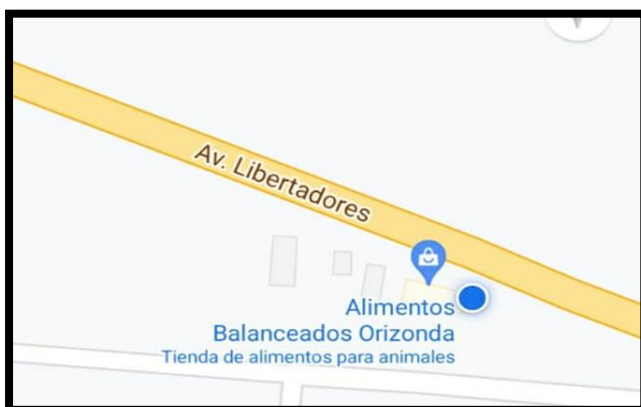 Av. Libertadores
Alimentos
Balanceados Orizonda
Tienda de alimentos para animales